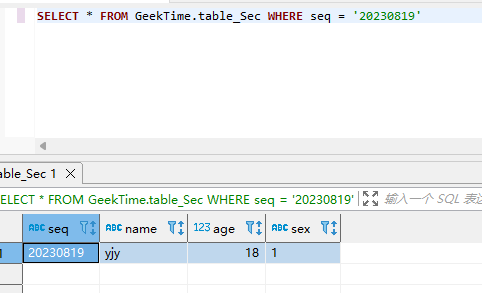 SELECT * FROM GeekTime.table_Sec WHERE seq = '20230819'
able_Sec 1
ELECT * FROM GeekTime.table_Sec WHERE seq = '20230819' 输入一个 SQL 表达
ABC seq ABC name 123 age ABC sex
1 20230819 yjy 18 1